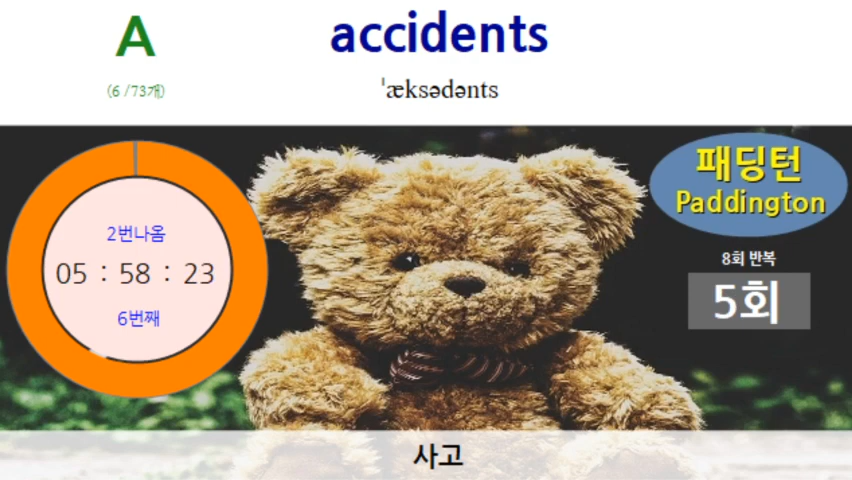 A
(6 /73개)
accidents
ˈæksədənts
2번나옴
05 : 58 : 23
6번째
패딩턴
Paddington
8회 반복
5회
사고